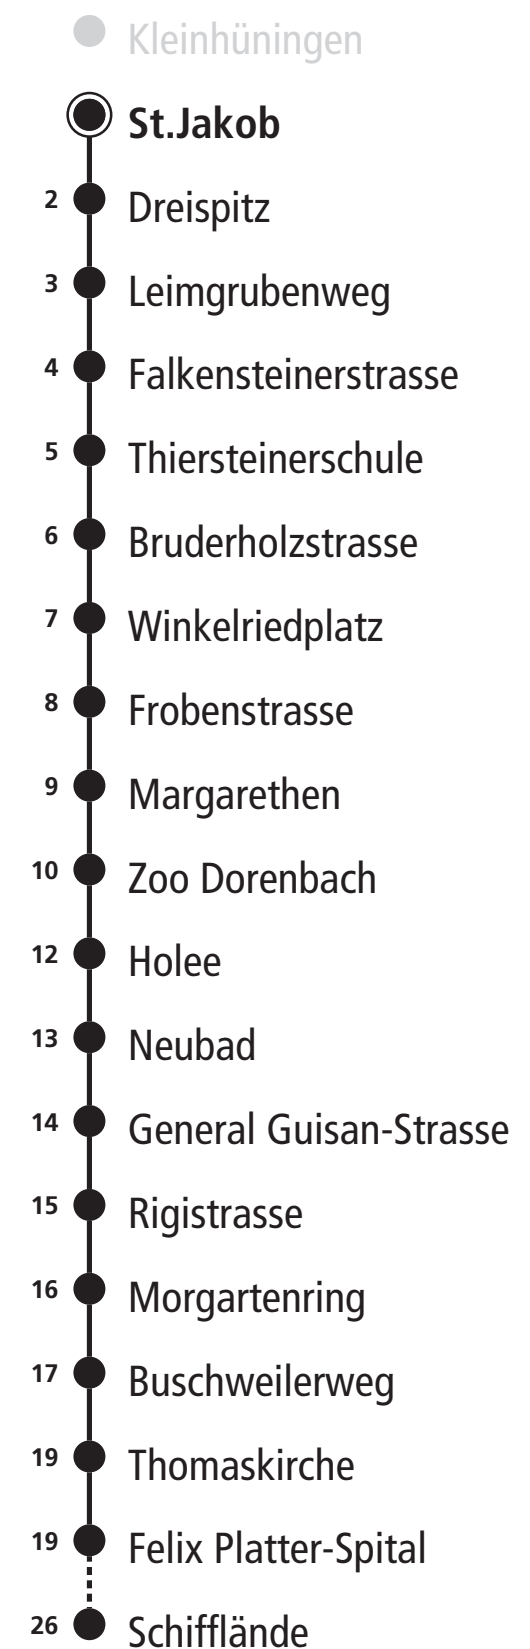 Kleinhüningen
St.Jakob
2 Dreispitz
3 Leimgrubenweg
4 Falkensteinerstrasse
5 Thiersteinerschule
6 Bruderholzstrasse
7 Winkelriedplatz
8 Frobenstrasse
9 Margarethen
10 Zoo Dorenbach
12 Holee
13 Neubad
14 General Guisan-Strasse
15 Rigistrasse
16 Morgartenring
17 Buschweilerweg
19 Thomaskirche
19 Felix Platter-Spital
26 Schifflände